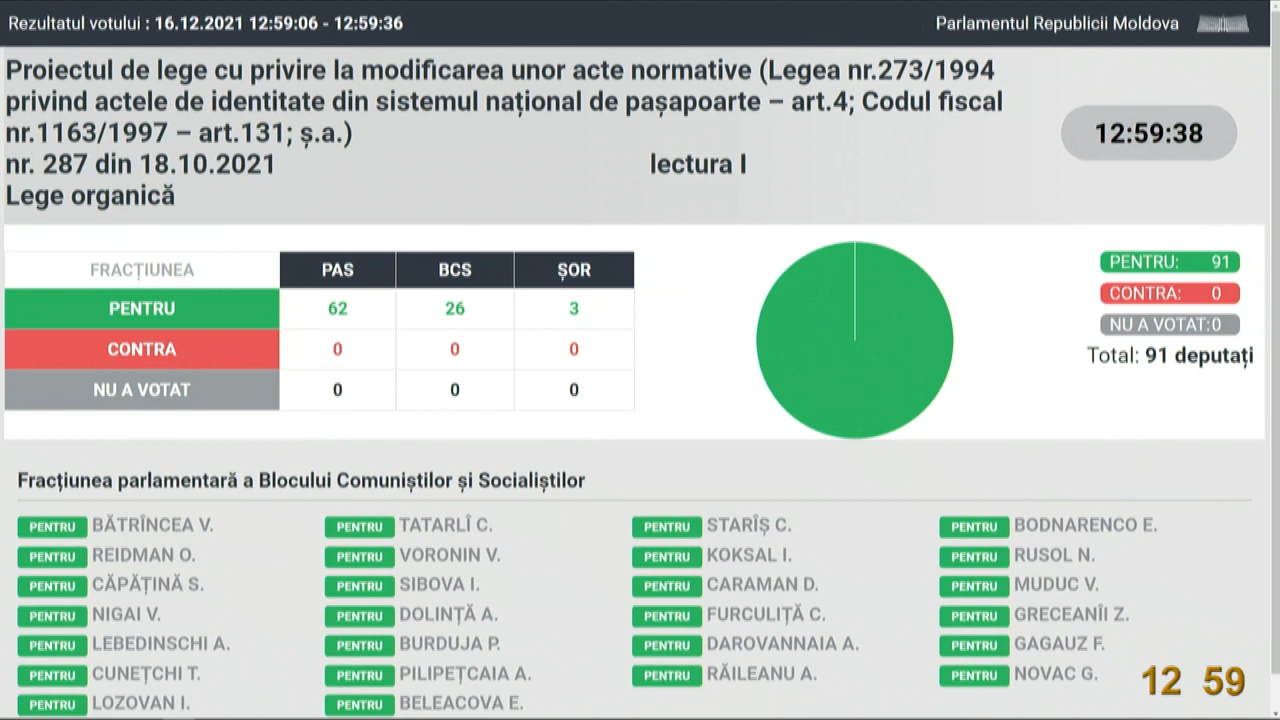 Rezultatul votului : 16.12.2021 12:59:06 - 12:59:36
Parlamentul Republicii Moldova
Proiectul de lege cu privire la modificarea unor acte normative (Legea nr.273/1994
privind actele de identitate din sistemul național de pașapoarte – art.4; Codul fiscal
nr.1163/1997 – art.131; ș.a.)
nr. 287 din 18.10.2021 lectura I
Lege organică
12:59:38
FRACȚIUNEA PAS BCS ȘOR
PENTRU 62 26 3
CONTRA 0 0 0
NU A VOTAT 0 0 0
PENTRU: 91
CONTRA: 0
NU A VOTAT:0
Total: 91 deputați
Fracțiunea parlamentară a Blocului Comuniștilor și Socialiștilor
PENTRU BĂTRÎNCEA V. PENTRU TATARLÎ C. PENTRU STARÎȘ C. PENTRU BODNARENCO E.
PENTRU REIDMAN O. PENTRU VORONIN V. PENTRU KOKSAL I. PENTRU RUSOL N.
PENTRU CĂPĂȚINĂ S. PENTRU SIBOVA I. PENTRU CARAMAN D. PENTRU MUDUC V.
PENTRU NIGAI V. PENTRU DOLINȚĂ A. PENTRU FURCULIȚĂ C. PENTRU GRECEANÎI Z.
PENTRU LEBEDINSCHI A. PENTRU BURDUJA P. PENTRU DAROVANNAIA A. PENTRU GAGAUZ F.
PENTRU CUNEȚCHI T. PENTRU PILIPEȚCAIA A. PENTRU RĂILEANU A. PENTRU NOVAC G.
PENTRU LOZOVAN I. PENTRU BELEACOVA E.
12 59